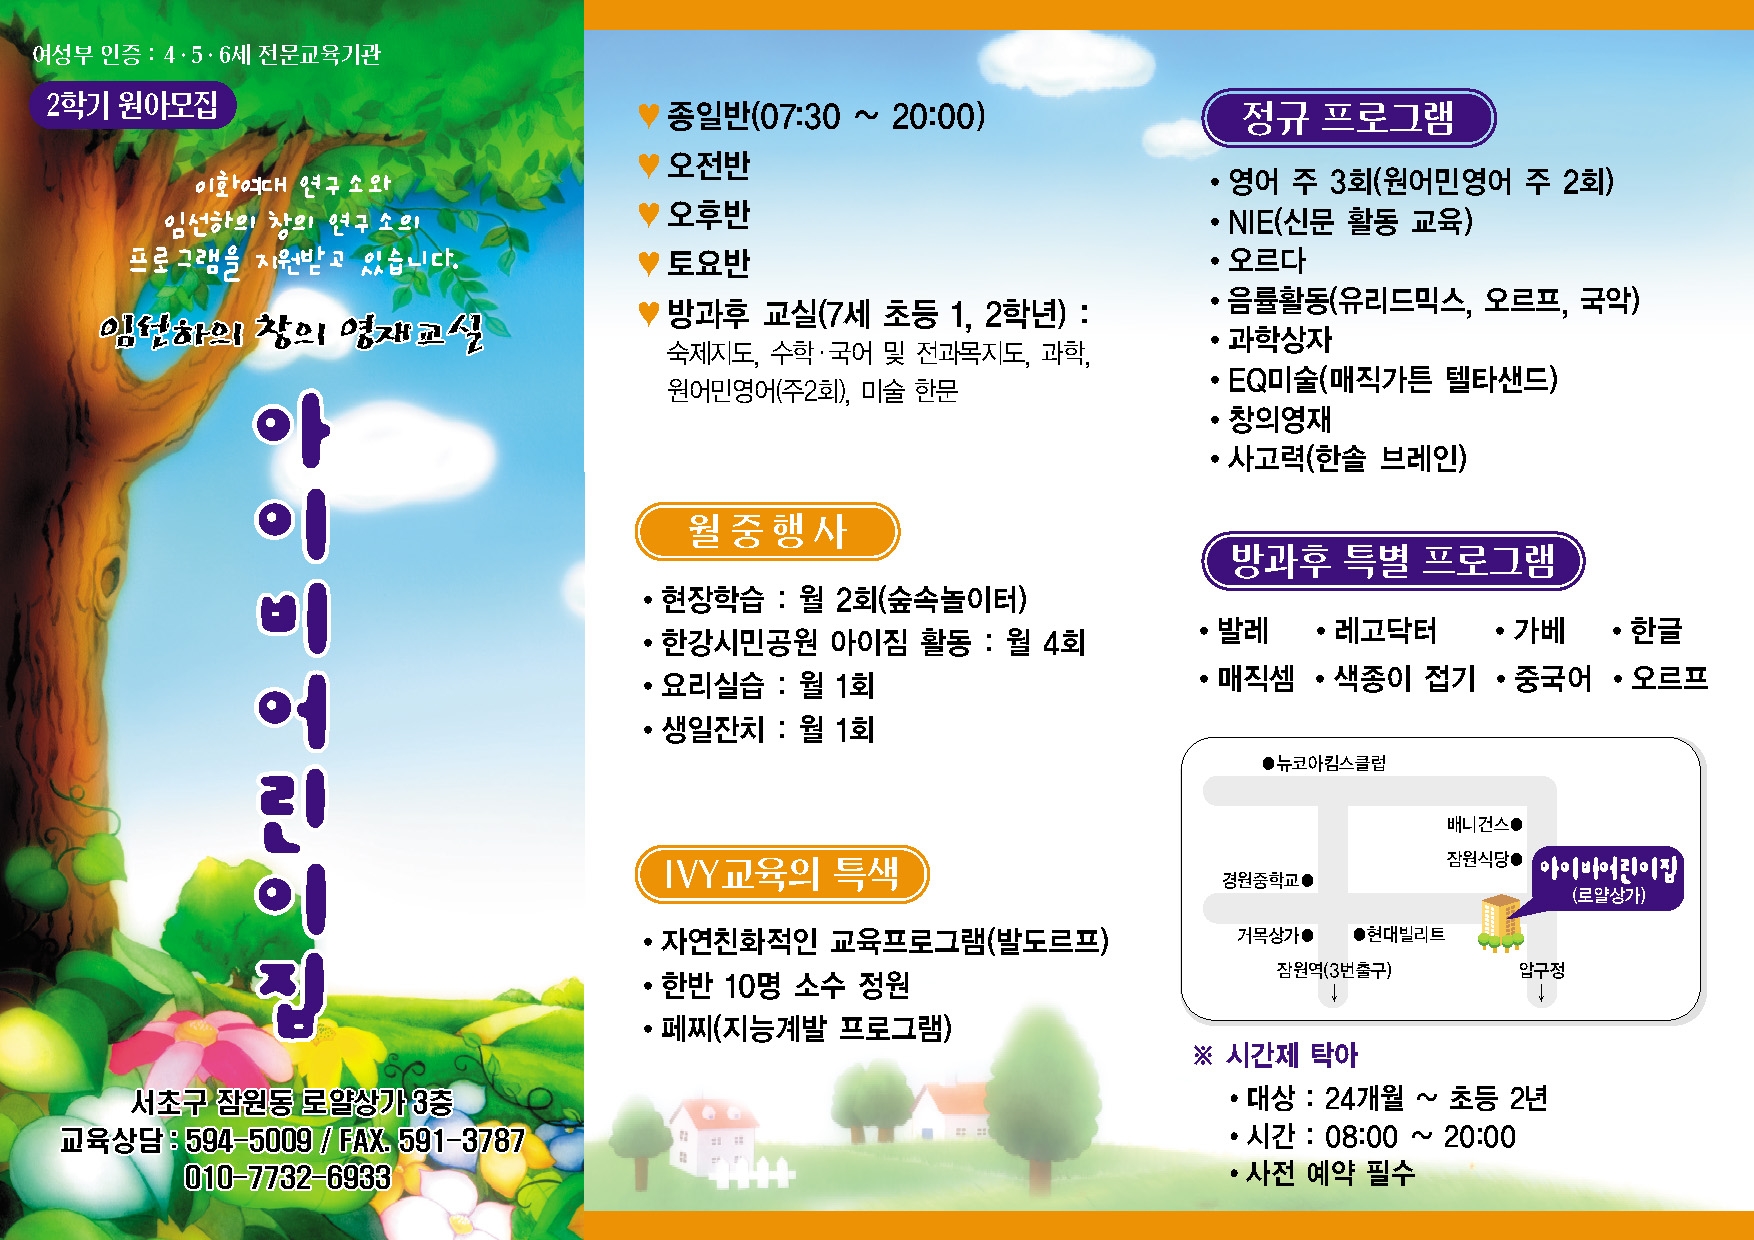 여성부 인증 : 4·5·6세 전문교육기관
2학기 원아모집
이화여대 연구소와
임선하의 창의 연구소의
프로그램을 지원받고 있습니다.
임선하의 창의 영재교실
아이비어린이집
서초구 잠원동 로얄상가 3층
교육상담 : 594-5009 / FAX. 591-3787
010-7732-6933
♥ 종일반(07:30 ~ 20:00)
♥ 오전반
♥ 오후반
♥ 토요반
♥ 방과후 교실(7세 초등 1, 2학년) :
숙제지도, 수학·국어 및 전과목지도, 과학,
원어민영어(주2회), 미술 한문
월중행사
• 현장학습 : 월 2회(숲속놀이터)
• 한강시민공원 아이짐 활동 : 월 4회
• 요리실습 : 월 1회
• 생일잔치 : 월 1회
IVY교육의 특색
• 자연친화적인 교육프로그램(발도르프)
• 한반 10명 소수 정원
• 페찌(지능계발 프로그램)
정규 프로그램
• 영어 주 3회(원어민영어 주 2회)
• NIE(신문 활동 교육)
• 오르다
• 음률활동(유리드믹스, 오르프, 국악)
• 과학상자
• EQ미술(매직가튼 텔타샌드)
• 창의영재
• 사고력(한솔 브레인)
방과후 특별 프로그램
• 발레 • 레고닥터 • 가베 • 한글
• 매직셈 • 색종이 접기 • 중국어 • 오르프
●뉴코아킴스클럽
배니건스●
잠원식당●
아이비어린이집
(로얄상가)
경원중학교●
거목상가● ●현대빌리트
잠원역(3번출구) 압구정
↓ ↓
※ 시간제 탁아
• 대상 : 24개월 ~ 초등 2년
• 시간 : 08:00 ~ 20:00
• 사전 예약 필수